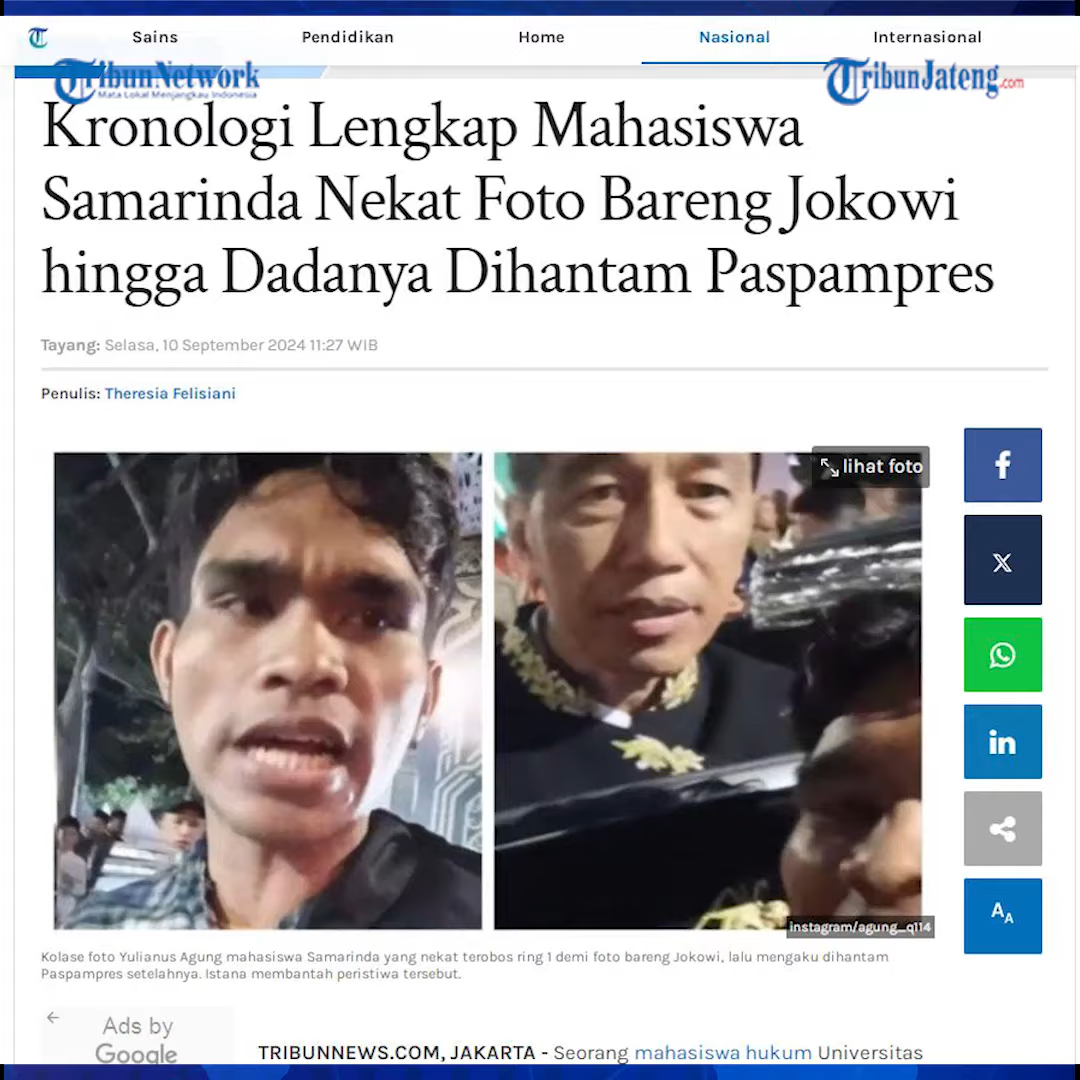 Sains Pendidikan Home Nasional Internasional
TribunNetwork
Mata Lokal Menjangkau Indonesia
TribunJateng.com
Kronologi Lengkap Mahasiswa
Samarinda Nekat Foto Bareng Jokowi
hingga Dadanya Dihantam Paspampres
Tayang: Selasa, 10 September 2024 11:27 WIB
Penulis: Theresia Felisiani
lihat foto
instagram/agung_q114
Kolase foto Yulianus Agung mahasiswa Samarinda yang nekat terobos ring 1 demi foto bareng Jokowi, lalu mengaku dihantam
Paspampres setelahnya. Istana membantah peristiwa tersebut.
Ads by
Google
TRIBUNNEWS.COM, JAKARTA - Seorang mahasiswa hukum Universitas